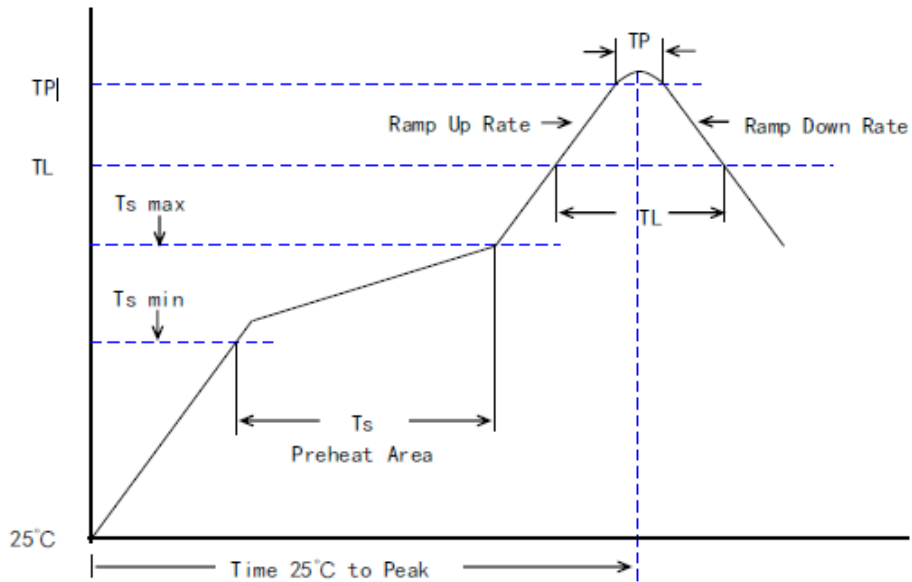 TP
TP
Ramp Up Rate
Ramp Down Rate
TL
Ts max
TL
Ts min
Ts
Preheat Area
25℃
Time 25℃ to Peak